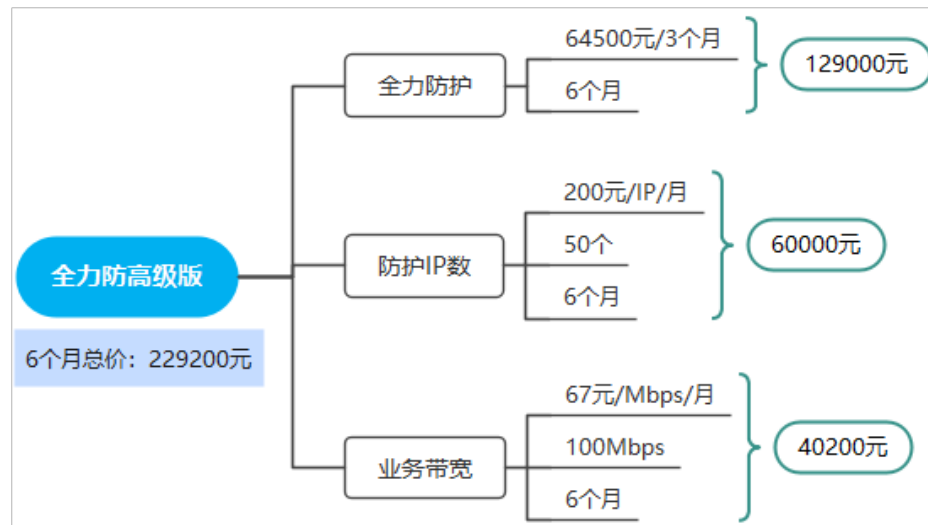 全力防高级版
6个月总价：229200元
全力防护
64500元/3个月
6个月
129000元
防护IP数
200元/IP/月
50个
6个月
60000元
业务带宽
67元/Mbps/月
100Mbps
6个月
40200元